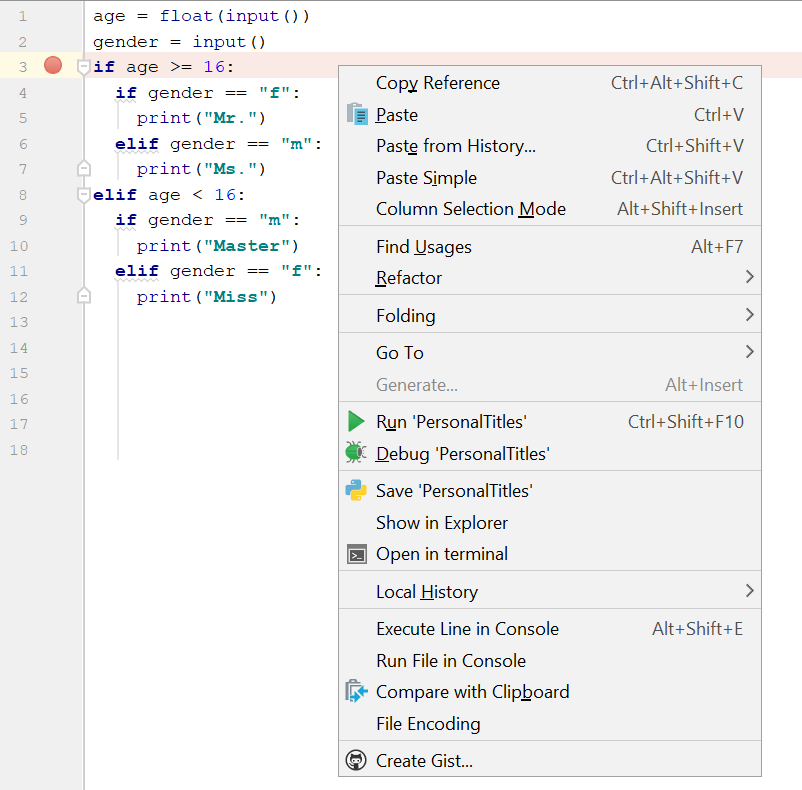 1 age = float(input())
2 gender = input()
3 if age >= 16:
4 if gender == "f":
5 print("Mr.")
6 elif gender == "m":
7 print("Ms.")
8 elif age < 16:
9 if gender == "m":
10 print("Master")
11 elif gender == "f":
12 print("Miss")
13
14
15
16
17
18
Copy Reference Ctrl+Alt+Shift+C
Paste Ctrl+V
Paste from History... Ctrl+Shift+V
Paste Simple Ctrl+Alt+Shift+V
Column Selection Mode Alt+Shift+Insert
Find Usages Alt+F7
Refactor
Folding
Go To
Generate... Alt+Insert
Run 'PersonalTitles' Ctrl+Shift+F10
Debug 'PersonalTitles'
Save 'PersonalTitles'
Show in Explorer
Open in terminal
Local History
Execute Line in Console Alt+Shift+E
Run File in Console
Compare with Clipboard
File Encoding
Create Gist...